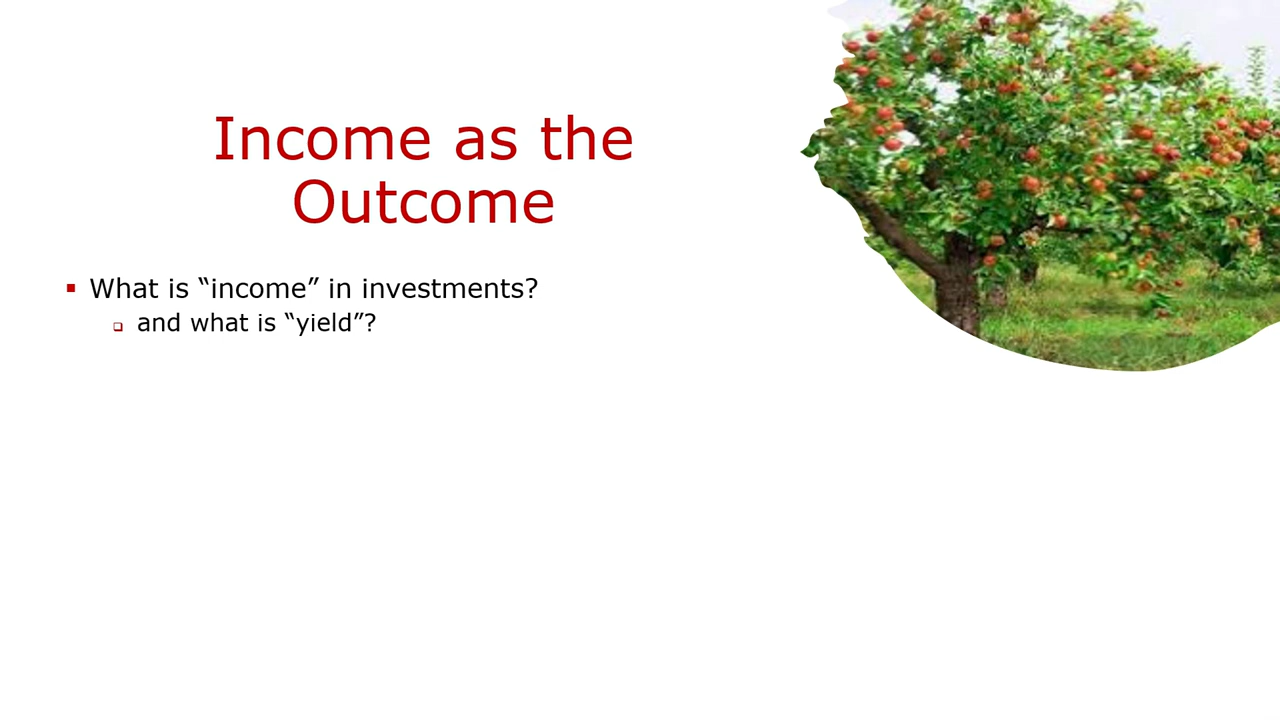 Income as the
Outcome
What is “income” in investments?
and what is “yield”?